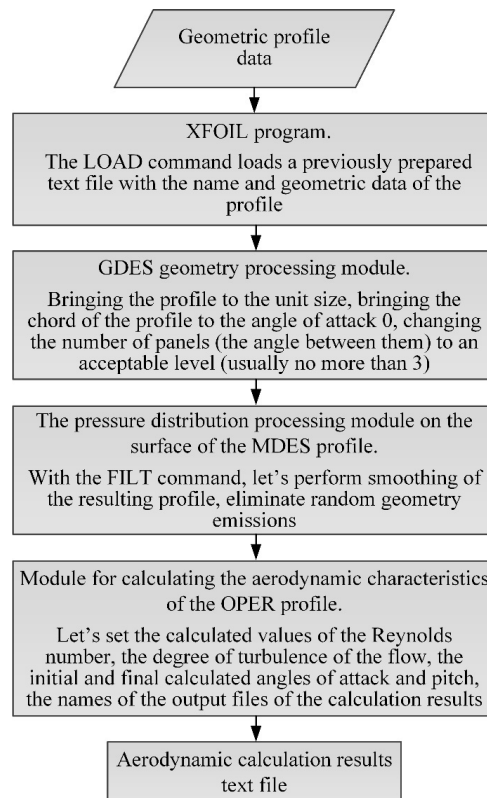 Geometric profile
data
XFOIL program.
The LOAD command loads a previously prepared
text file with the name and geometric data of the
profile
GDES geometry processing module.
Bringing the profile to the unit size, bringing the
chord of the profile to the angle of attack 0, changing
the number of panels (the angle between them) to an
acceptable level (usually no more than 3)
The pressure distribution processing module on the
surface of the MDES profile.
With the FILT command, let's perform smoothing of
the resulting profile, eliminate random geometry
emissions
Module for calculating the aerodynamic characteristics
of the OPER profile.
Let's set the calculated values of the Reynolds
number, the degree of turbulence of the flow, the
initial and final calculated angles of attack and pitch,
the names of the output files of the calculation results
Aerodynamic calculation results
text file